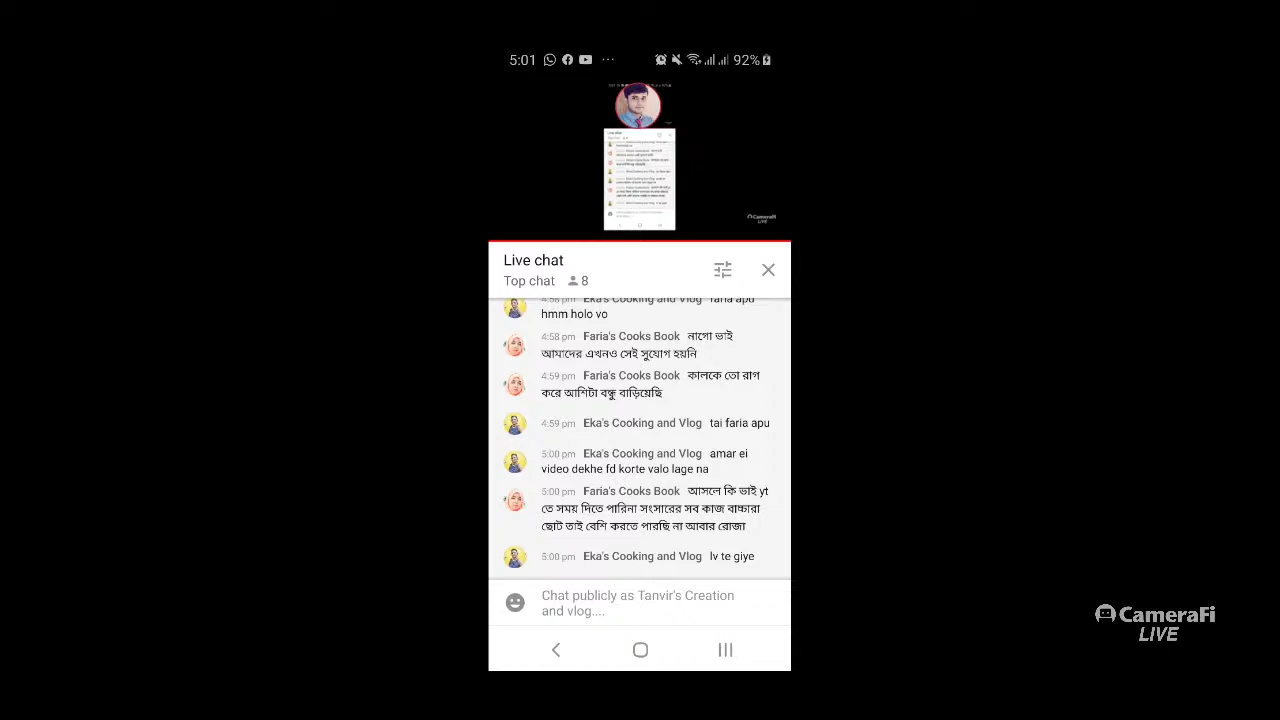 5:01 ... 92%
Live chat
Top chat 8
4:58 pm Eka's Cooking and Vlog faria apu
hmm holo vo
4:58 pm Faria's Cooks Book নাগো ভাই
আমাদের এখনও সেই সুযোগ হয়নি
4:59 pm Faria's Cooks Book কালকে তো রাগ
করে আশিটা বন্ধু বাড়িয়েছি
4:59 pm Eka's Cooking and Vlog tai faria apu
5:00 pm Eka's Cooking and Vlog amar ei
video dekhe fd korte valo lage na
5:00 pm Faria's Cooks Book আসলে কি ভাই yt
তে সময় দিতে পারিনা সংসারের সব কাজ বাচ্চারা
ছোট তাই বেশি করতে পারছি না আবার রোজা
5:00 pm Eka's Cooking and Vlog lv te giye
Chat publicly as Tanvir's Creation
and vlog....
CameraFi
LIVE